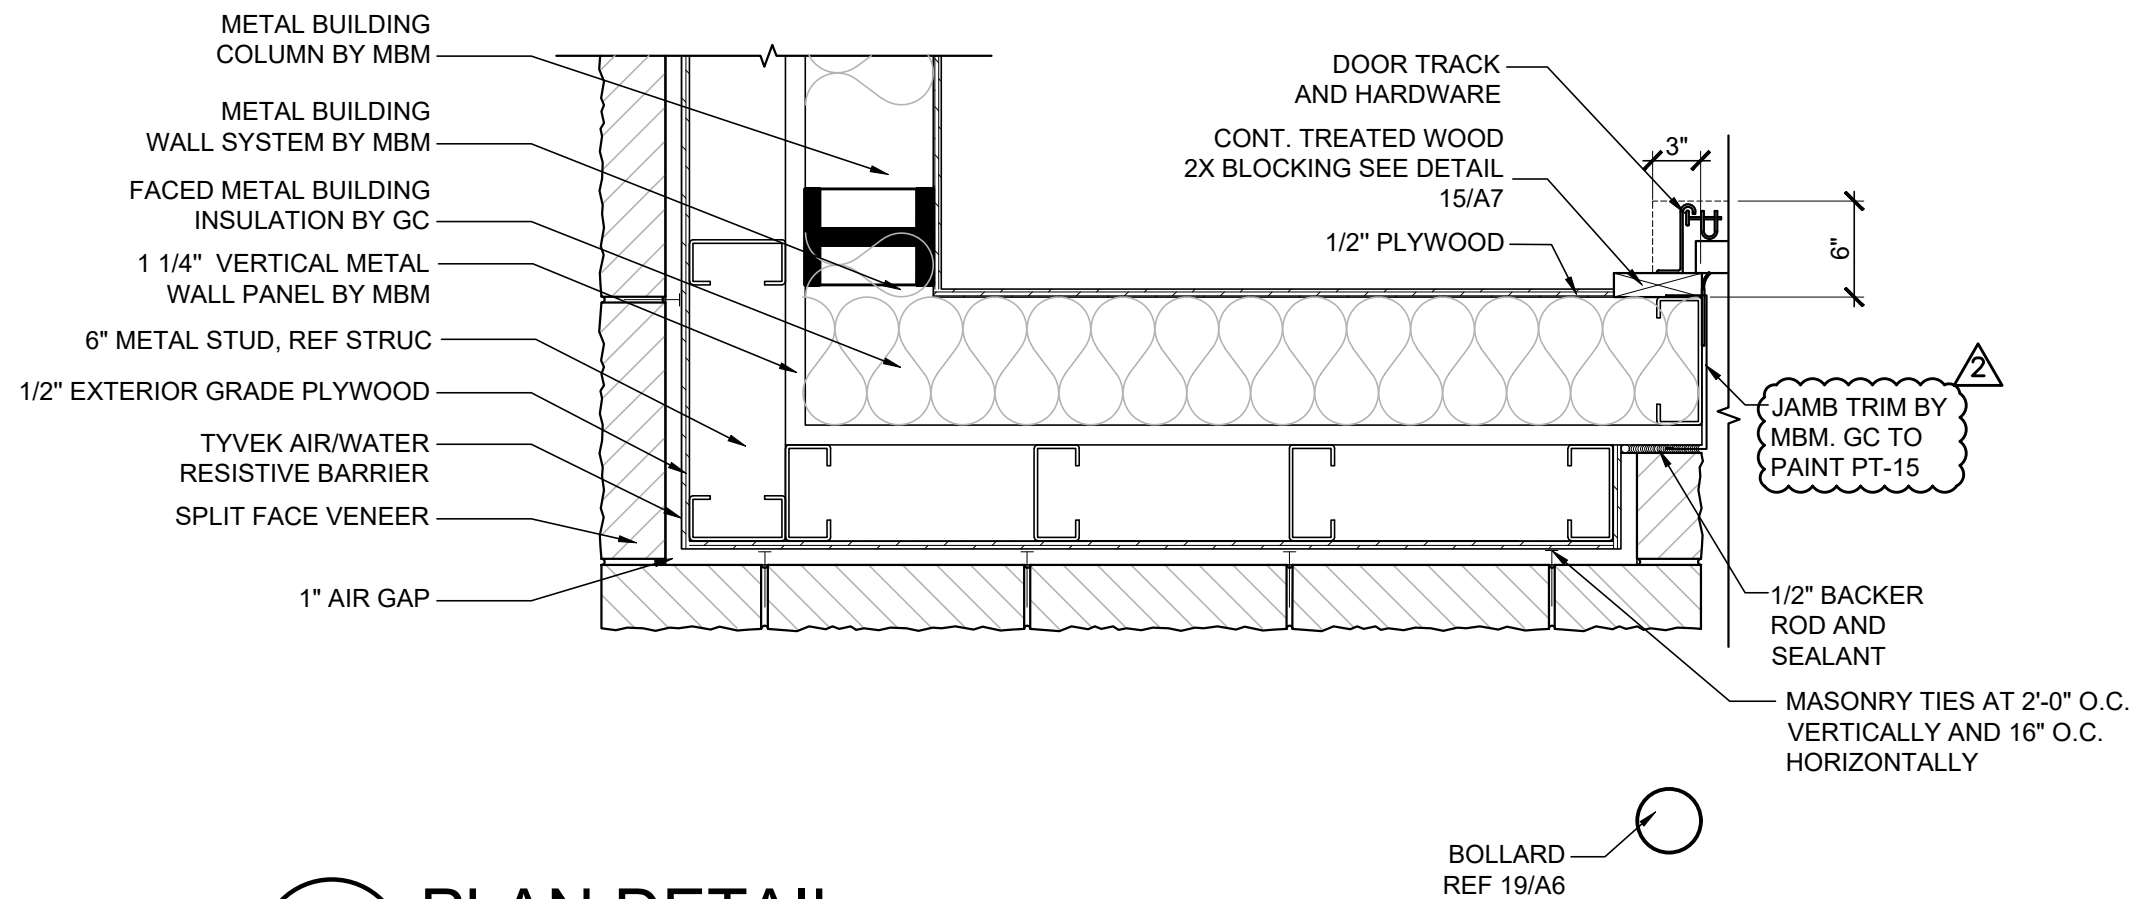 METAL BUILDING
COLUMN BY MBM
METAL BUILDING
WALL SYSTEM BY MBM
FACED METAL BUILDING
INSULATION BY GC
1 1/4" VERTICAL METAL
WALL PANEL BY MBM
6" METAL STUD, REF STRUC
1/2" EXTERIOR GRADE PLYWOOD
TYVEK AIR/WATER
RESISTIVE BARRIER
SPLIT FACE VENEER
1" AIR GAP
DOOR TRACK
AND HARDWARE
CONT. TREATED WOOD
2X BLOCKING SEE DETAIL
15/A7
1/2" PLYWOOD
3"
6"
2
JAMB TRIM BY
MBM. GC TO
PAINT PT-15
1/2" BACKER
ROD AND
SEALANT
MASONRY TIES AT 2'-0" O.C.
VERTICALLY AND 16" O.C.
HORIZONTALLY
BOLLARD
REF 19/A6
PLAN DETAIL